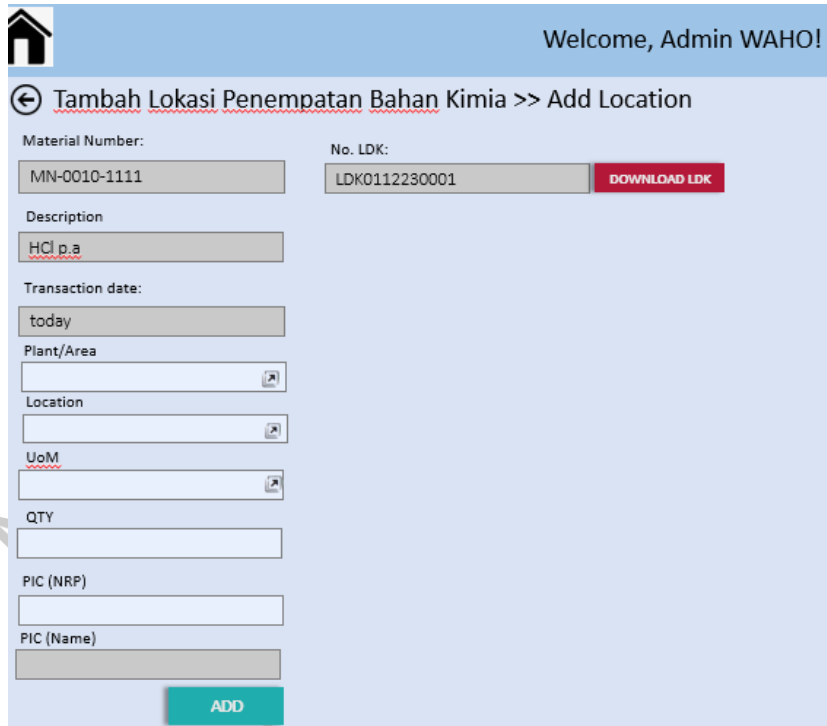 Welcome, Admin WAHO!
Tambah Lokasi Penempatan Bahan Kimia >> Add Location
Material Number:
MN-0010-1111
No. LDK:
LDK0112230001
DOWNLOAD LDK
Description
HCl p.a
Transaction date:
today
Plant/Area
Location
UoM
QTY
PIC (NRP)
PIC (Name)
ADD